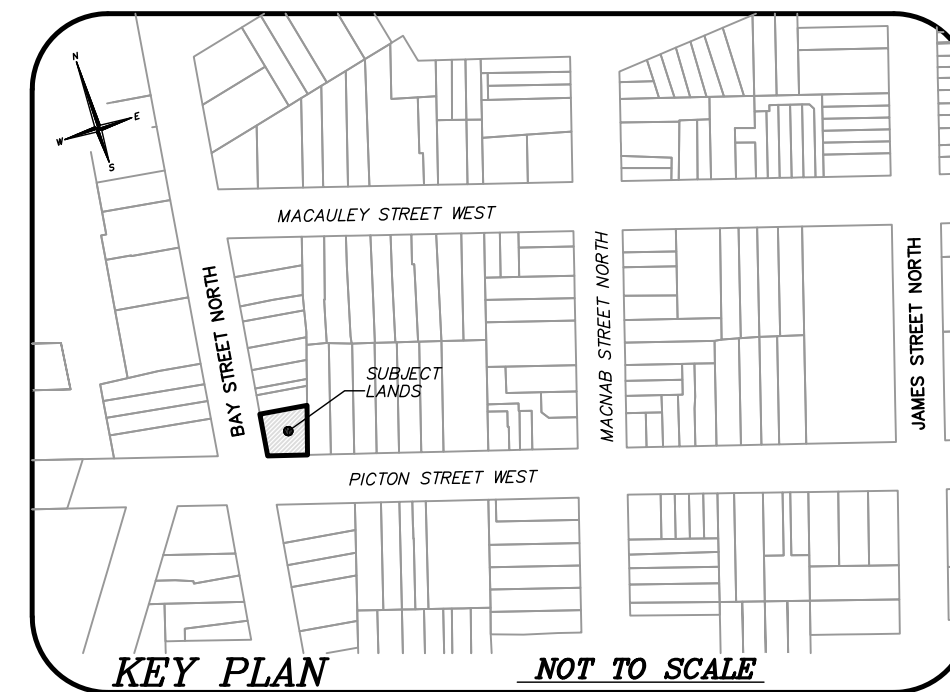 N
E
W
S
MACAULEY STREET WEST
BAY STREET NORTH
MACNAB STREET NORTH
JAMES STREET NORTH
SUBJECT
LANDS
PICTON STREET WEST
KEY PLAN
NOT TO SCALE